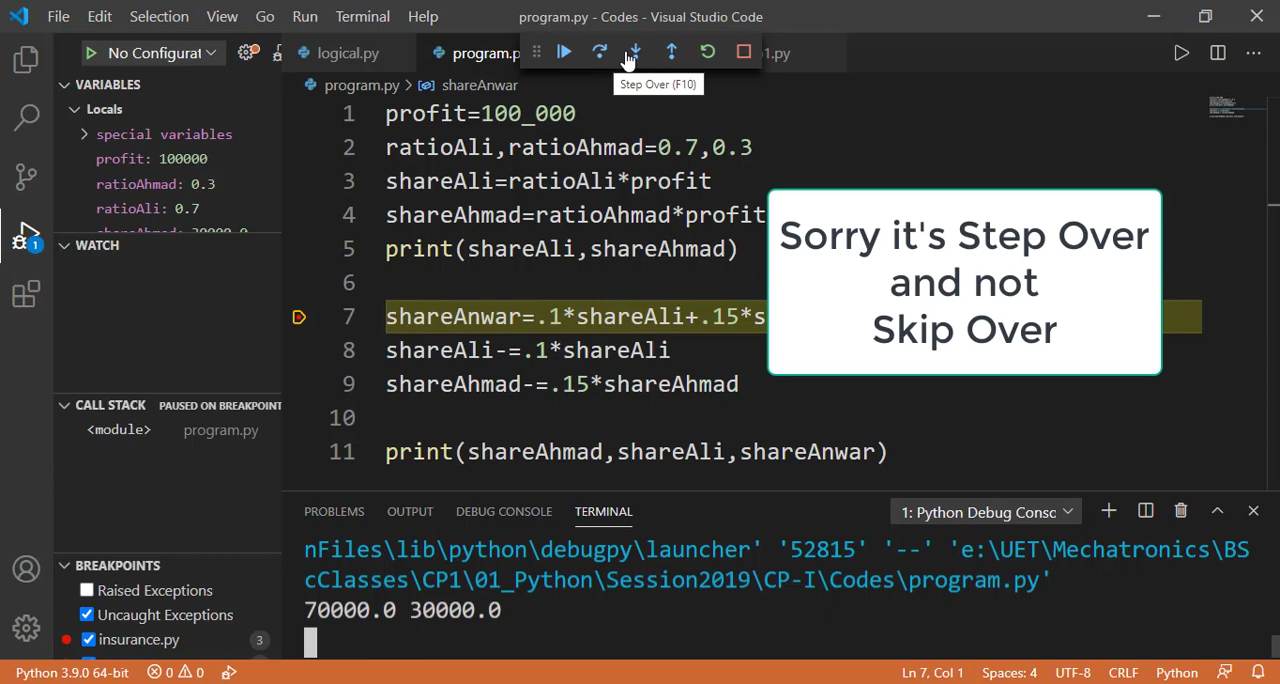 File Edit Selection View Go Run Terminal Help program.py - Codes - Visual Studio Code
No Configurat logical.py program.p 1.py
Step Over (F10)
VARIABLES
Locals
special variables
profit: 100000
ratioAhmad: 0.3
ratioAli: 0.7
shareAhmad: 30000.0
WATCH
CALL STACK PAUSED ON BREAKPOINT
<module> program.py
BREAKPOINTS
Raised Exceptions
Uncaught Exceptions
insurance.py 3
1
program.py > shareAnwar
1 profit=100_000
2 ratioAli,ratioAhmad=0.7,0.3
3 shareAli=ratioAli*profit
4 shareAhmad=ratioAhmad*profit
5 print(shareAli,shareAhmad)
6
7 shareAnwar=.1*shareAli+.15*s
8 shareAli-=.1*shareAli
9 shareAhmad-=.15*shareAhmad
10
11 print(shareAhmad,shareAli,shareAnwar)
Sorry it's Step Over
and not
Skip Over
PROBLEMS OUTPUT DEBUG CONSOLE TERMINAL 1: Python Debug Consc
nFiles\lib\python\debugpy\launcher' '52815' '--' 'e:\UET\Mechatronics\BS
cClasses\CP1\01_Python\Session2019\CP-I\Codes\program.py'
70000.0 30000.0
Python 3.9.0 64-bit 0 0 Ln 7, Col 1 Spaces: 4 UTF-8 CRLF Python